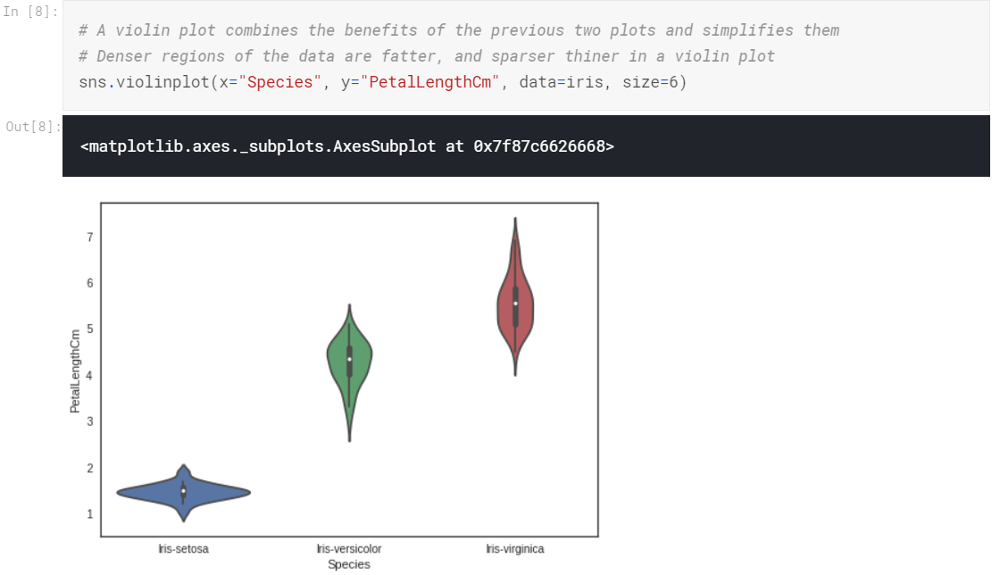 In [8]:
# A violin plot combines the benefits of the previous two plots and simplifies them
# Denser regions of the data are fatter, and sparser thiner in a violin plot
sns.violinplot(x="Species", y="PetalLengthCm", data=iris, size=6)
Out[8]:
<matplotlib.axes._subplots.AxesSubplot at 0x7f87c6626668>
7
6
5
4
3
2
1
PetalLengthCm
Iris-setosa Iris-versicolor Iris-virginica
Species